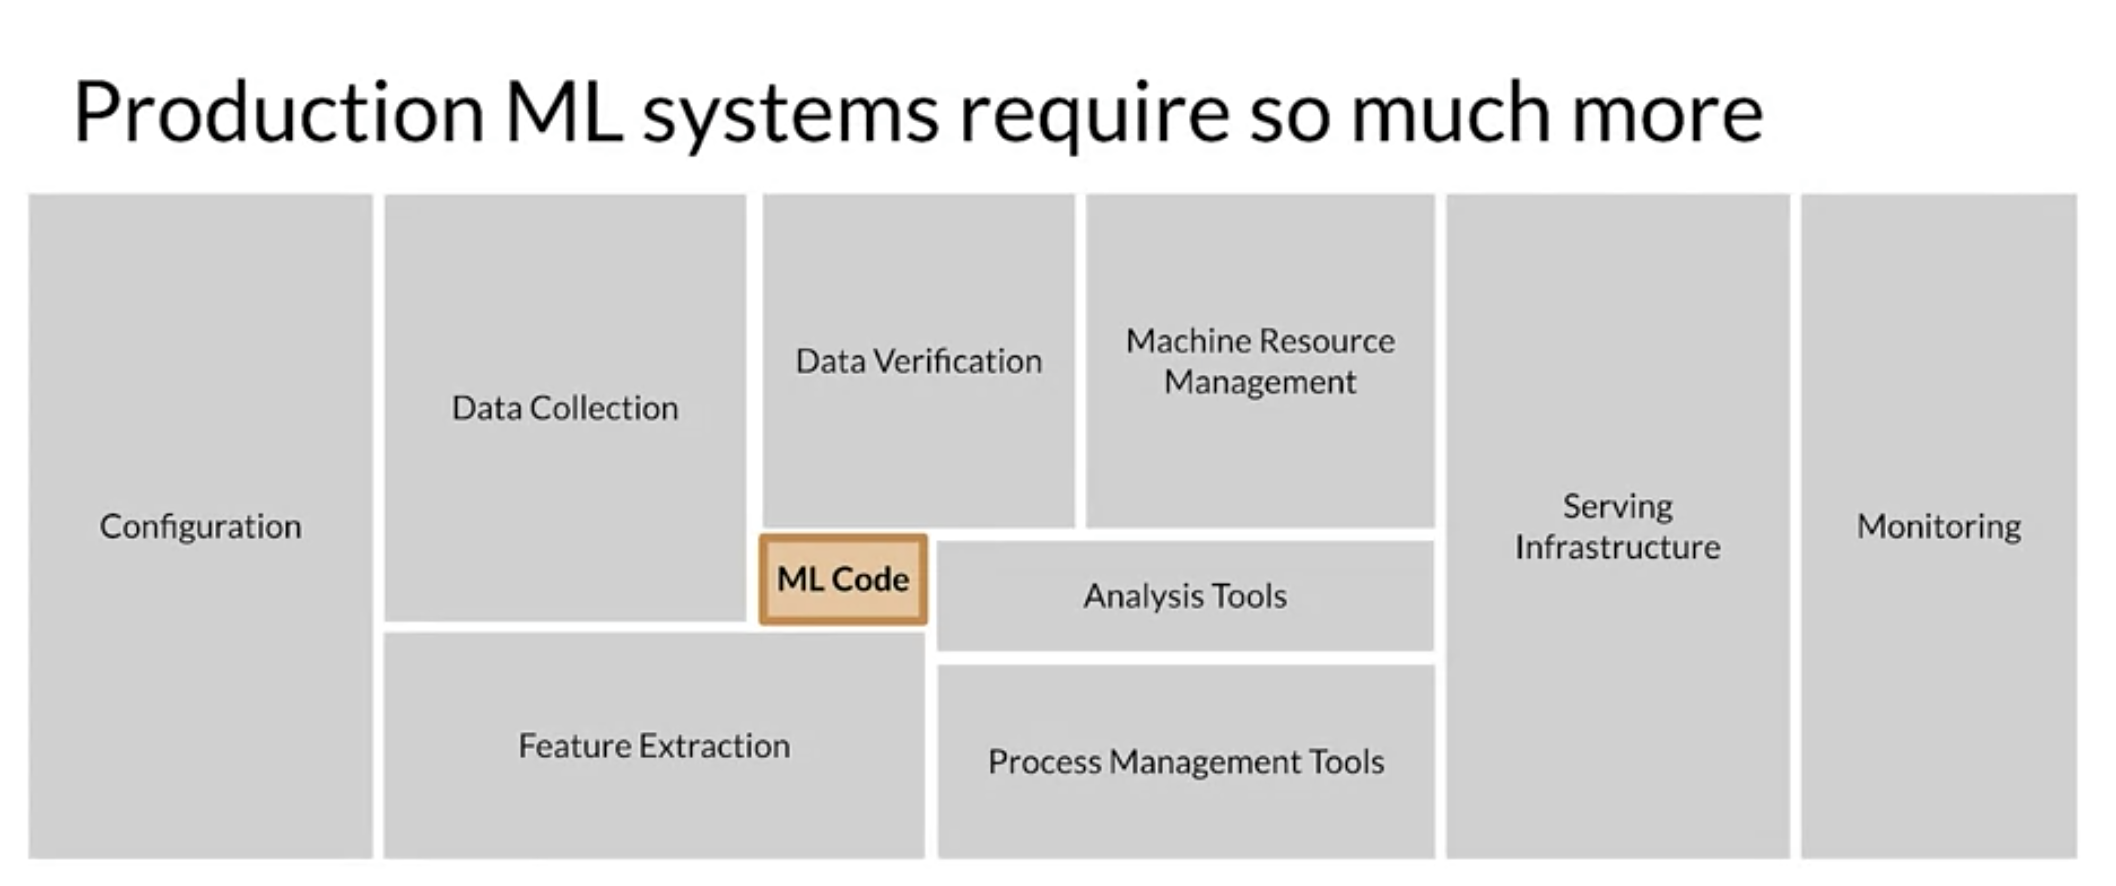 Production ML systems require so much more
Configuration
Data Collection
Data Verification
Machine Resource
Management
ML Code
Analysis Tools
Feature Extraction
Process Management Tools
Serving
Infrastructure
Monitoring